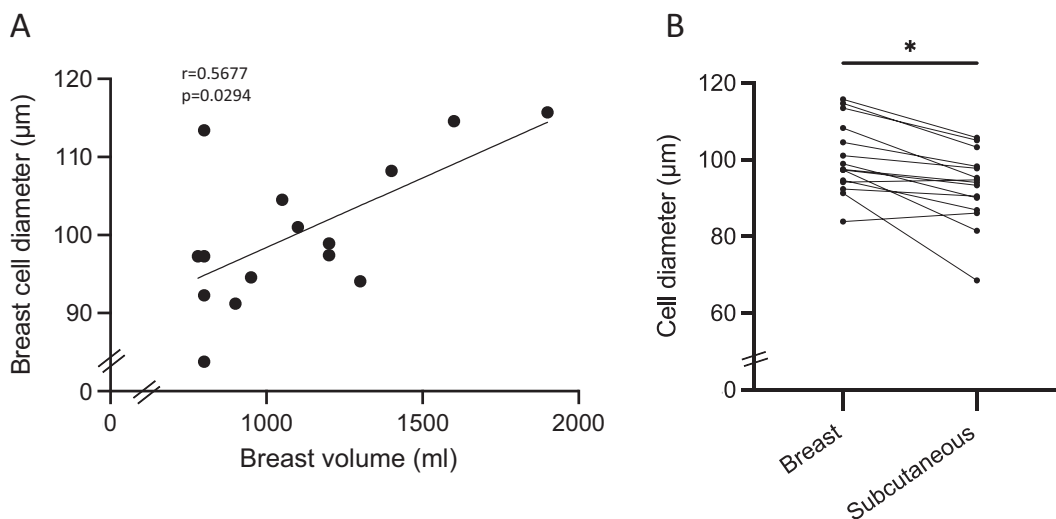 A
r=0.5677
p=0.0294
Breast cell diameter (μm)
120
110
100
90
0
0
1000
1500
2000
Breast volume (ml)
B
*
Cell diameter (μm)
120
100
80
60
0
Breast
Subcutaneous